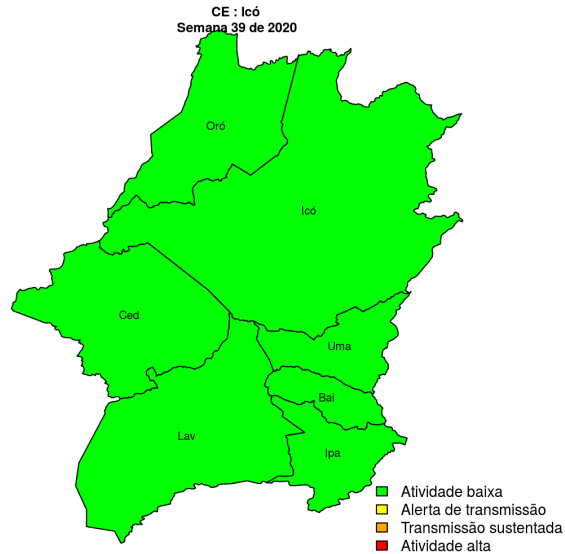 CE : Icó
Semana 39 de 2020
Oró
Icó
Ced
Uma
Bai
Lav
Ipa
Atividade baixa
Alerta de transmissão
Transmissão sustentada
Atividade alta